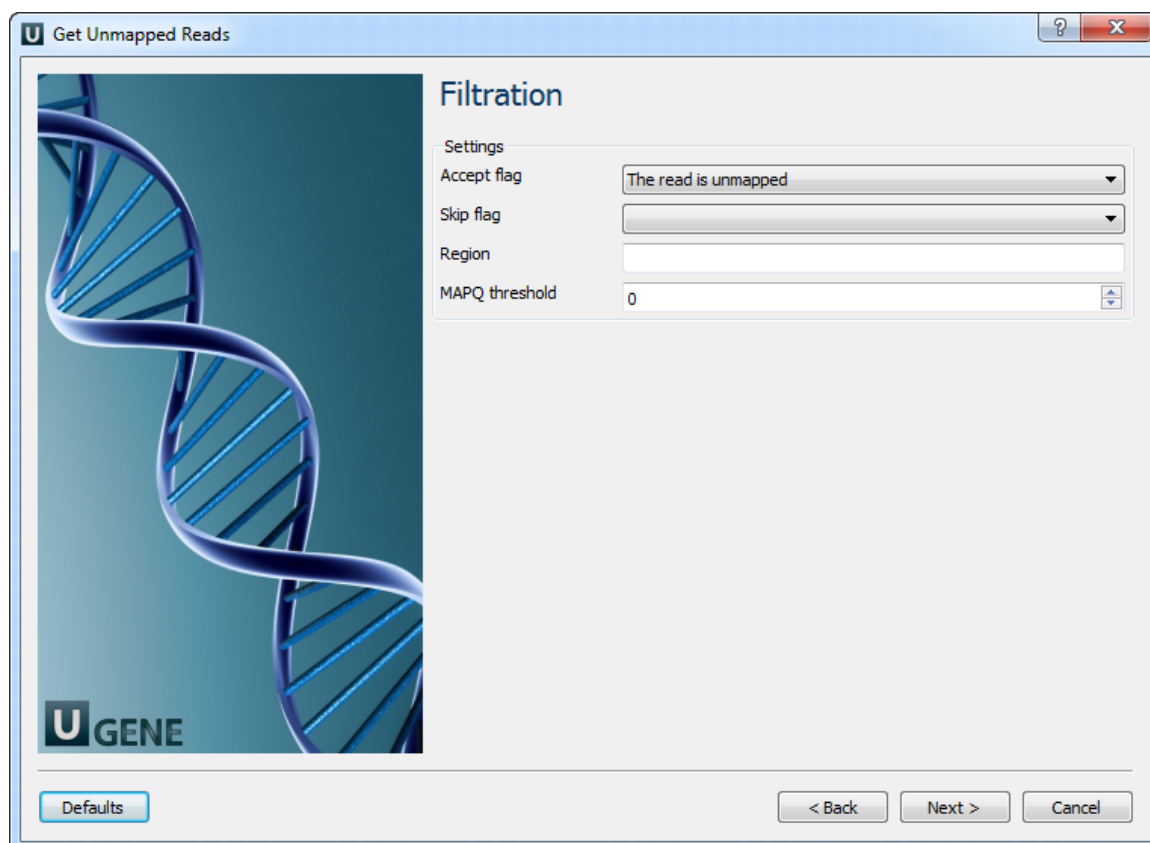 U Get Unmapped Reads
Filtration
Settings
Accept flag The read is unmapped
Skip flag
Region
MAPQ threshold 0
U GENE
Defaults < Back Next > Cancel